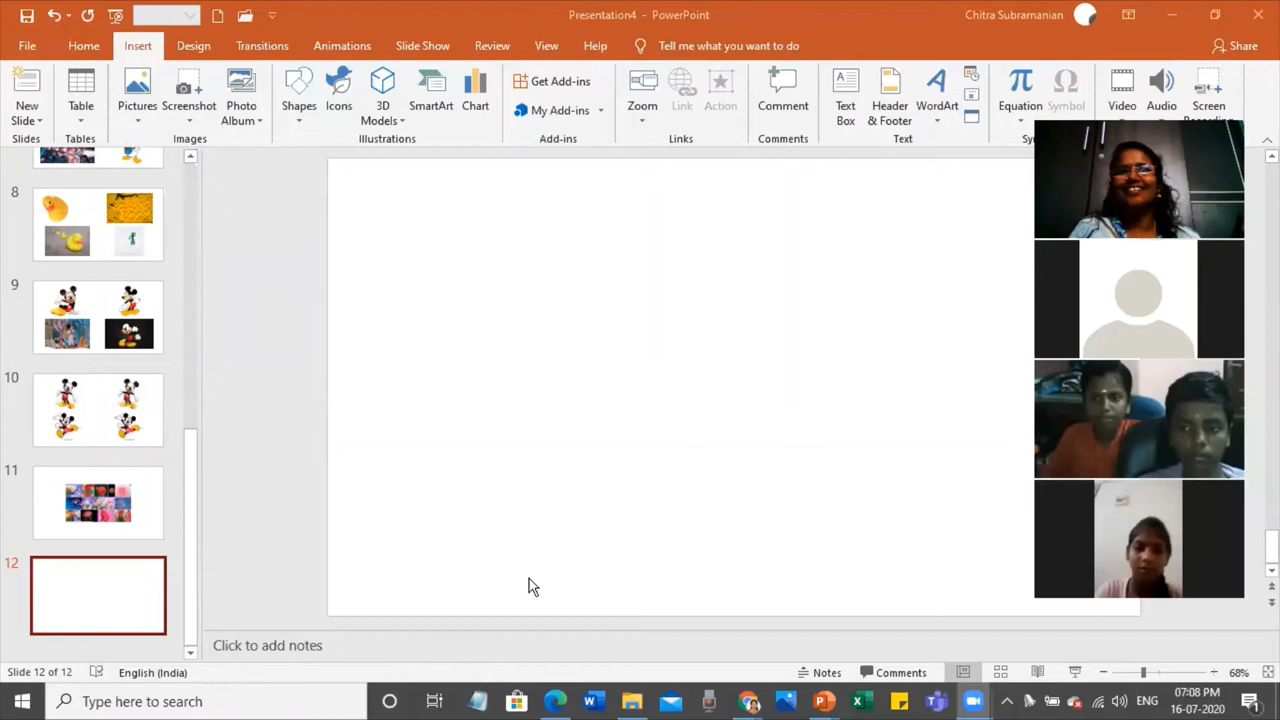 Presentation4 - PowerPoint
Chitra Subramanian
File Home Insert Design Transitions Animations Slide Show Review View Help Tell me what you want to do Share
New Slide
Table
Pictures
Screenshot
Photo Album
Shapes
Icons
3D Models
SmartArt
Chart
Get Add-ins
My Add-ins
Zoom
Link
Action
Comment
Text Box
Header & Footer
WordArt
Equation
Symbol
Video
Audio
Screen
Slides Tables Images Illustrations Add-ins Links Comments Text
8
9
10
11
12
Click to add notes
Slide 12 of 12 English (India) Notes Comments 68%
Type here to search
ENG
07:08 PM
16-07-2020